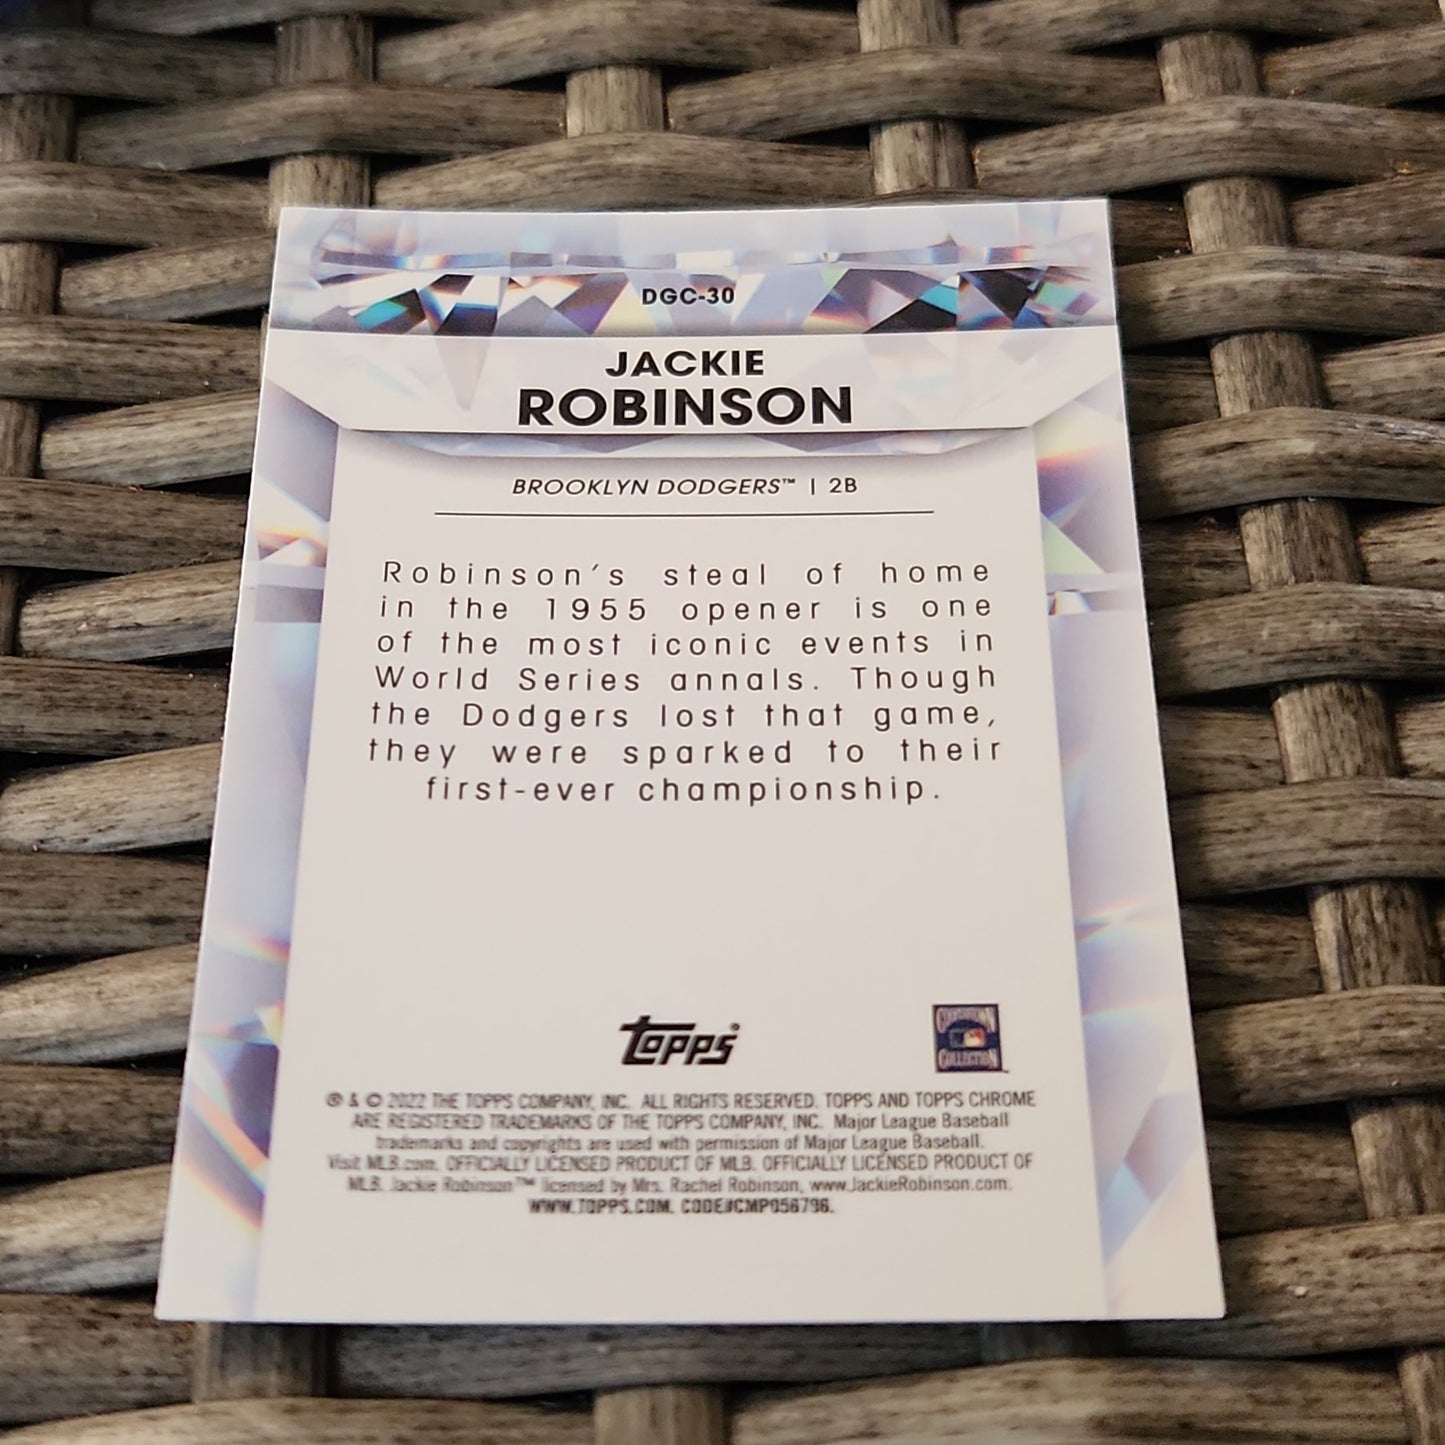 DGC-30
JACKIE
ROBINSON
BROOKLYN DODGERS™ | 2B
Robinson's steal of home
in the 1955 opener is one
of the most iconic events in
World Series annals. Though
the Dodgers lost that game,
they were sparked to their
first-ever championship.
topps®
COOPERSTOWN
COLLECTION™
® & © 2022 THE TOPPS COMPANY, INC. ALL RIGHTS RESERVED. TOPPS AND TOPPS CHROME
ARE REGISTERED TRADEMARKS OF THE TOPPS COMPANY, INC. Major League Baseball
trademarks and copyrights are used with permission of Major League Baseball.
Visit MLB.com. OFFICIALLY LICENSED PRODUCT OF MLB. OFFICIALLY LICENSED PRODUCT OF
MLB. Jackie Robinson™ licensed by Mrs. Rachel Robinson, www.JackieRobinson.com.
WWW.TOPPS.COM. CODE#CMP056796.